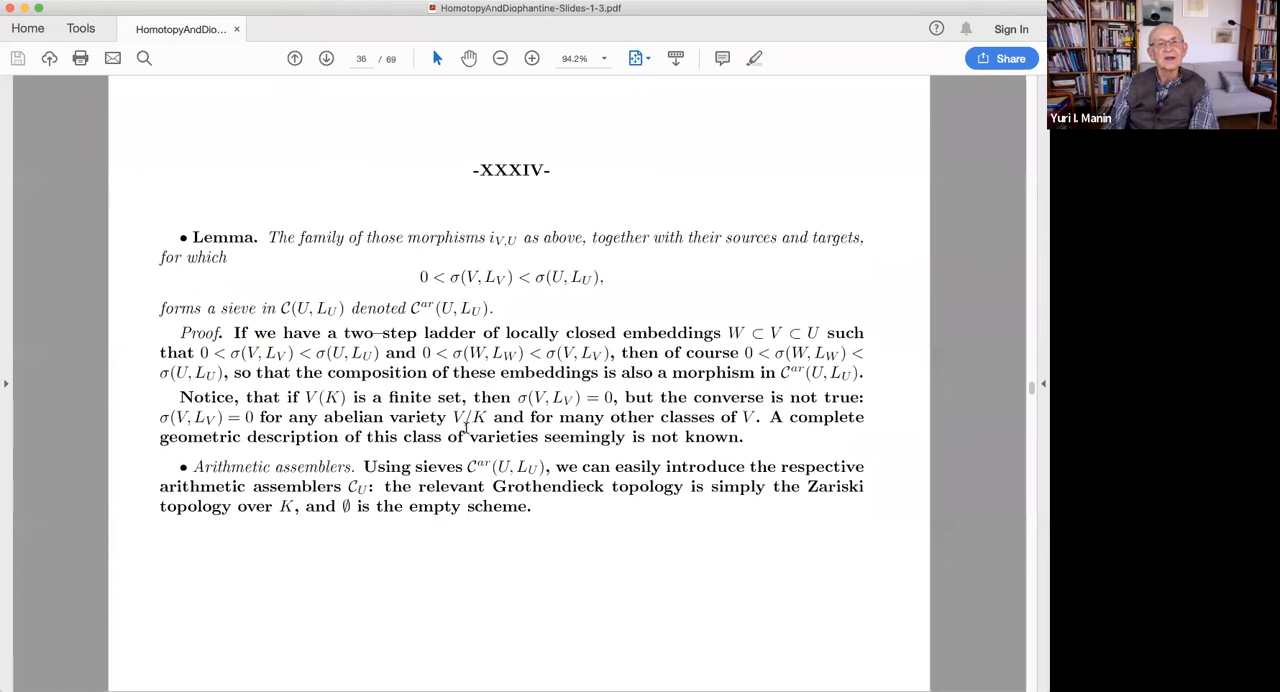 HomotopyAndDiophantine-Slides-1-3.pdf
Home Tools HomotopyAndDio... × Sign In
36 / 69 94.2% Share
Yuri I. Manin
-XXXIV-
• Lemma. The family of those morphisms i_{V,U} as above, together with their sources and targets,
for which
0 < σ(V, L_V) < σ(U, L_U),
forms a sieve in 𝒞(U, L_U) denoted 𝒞^{ar}(U, L_U).
Proof. If we have a two–step ladder of locally closed embeddings W ⊂ V ⊂ U such
that 0 < σ(V, L_V) < σ(U, L_U) and 0 < σ(W, L_W) < σ(V, L_V), then of course 0 < σ(W, L_W) <
σ(U, L_U), so that the composition of these embeddings is also a morphism in 𝒞^{ar}(U, L_U).
Notice, that if V(K) is a finite set, then σ(V, L_V) = 0, but the converse is not true:
σ(V, L_V) = 0 for any abelian variety V/K and for many other classes of V. A complete
geometric description of this class of varieties seemingly is not known.
• Arithmetic assemblers. Using sieves 𝒞^{ar}(U, L_U), we can easily introduce the respective
arithmetic assemblers 𝒞_U: the relevant Grothendieck topology is simply the Zariski
topology over K, and ∅ is the empty scheme.